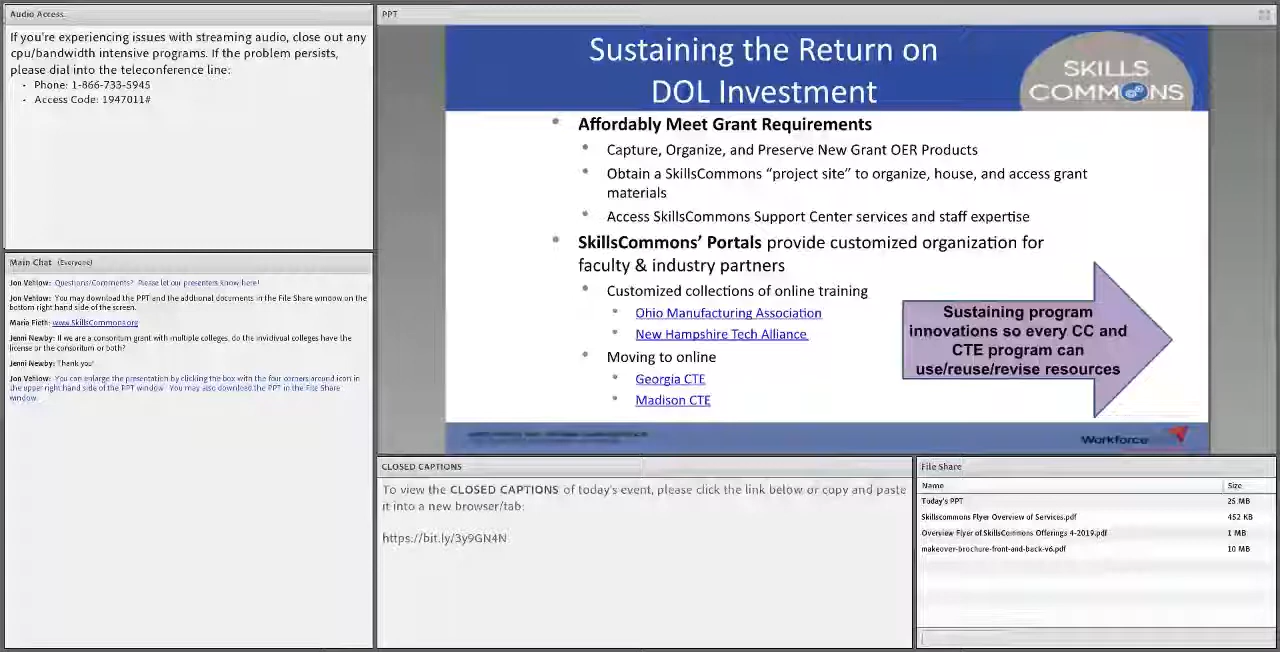 Audio Access
If you're experiencing issues with streaming audio, close out any
cpu/bandwidth intensive programs. If the problem persists,
please dial into the teleconference line:
- Phone: 1-866-733-5945
- Access Code: 1947011#
Main Chat (Everyone)
Jon Vehlow: Questions/Comments? Please let our presenters know here!
Jon Vehlow: You may download the PPT and the additional documents in the File Share window on the
bottom right hand side of the screen.
Maria Fieth: www.SkillsCommons.org
Jenni Newby: If we are a consortium grant with multiple colleges, do the invidivual colleges have the
license or the consortium or both?
Jenni Newby: Thank you!
Jon Vehlow: You can enlarge the presentation by clicking the box with the four corners around icon in
the upper right hand side of the PPT window. You may also download the PPT in the File Share
window.
PPT
Sustaining the Return on
DOL Investment
SKILLS
COMMONS
• Affordably Meet Grant Requirements
• Capture, Organize, and Preserve New Grant OER Products
• Obtain a SkillsCommons “project site” to organize, house, and access grant
materials
• Access SkillsCommons Support Center services and staff expertise
• SkillsCommons’ Portals provide customized organization for
faculty & industry partners
• Customized collections of online training
• Ohio Manufacturing Association
• New Hampshire Tech Alliance
• Moving to online
• Georgia CTE
• Madison CTE
Sustaining program
innovations so every CC and
CTE program can
use/reuse/revise resources
Workforce
CLOSED CAPTIONS
To view the CLOSED CAPTIONS of today's event, please click the link below or copy and paste
it into a new browser/tab:
https://bit.ly/3y9GN4N
File Share
Name Size
Today's PPT 25 MB
Skillscommons Flyer Overview of Services.pdf 452 KB
Overview Flyer of SkillsCommons Offerings 4-2019.pdf 1 MB
makeover-brochure-front-and-back-v6.pdf 10 MB